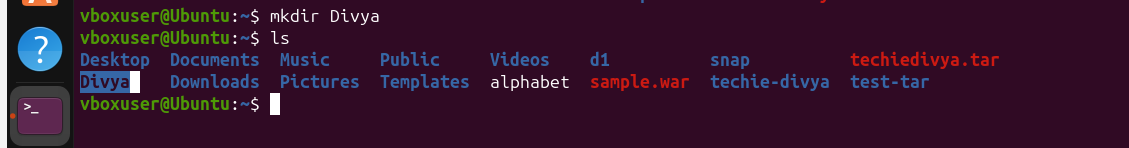 vboxuser@Ubuntu:~$ mkdir Divya
vboxuser@Ubuntu:~$ ls
Desktop  Documents  Music     Public     Videos    d1          snap         techiedivya.tar
Divya    Downloads  Pictures  Templates  alphabet  sample.war  techie-divya  test-tar
vboxuser@Ubuntu:~$
?
>_